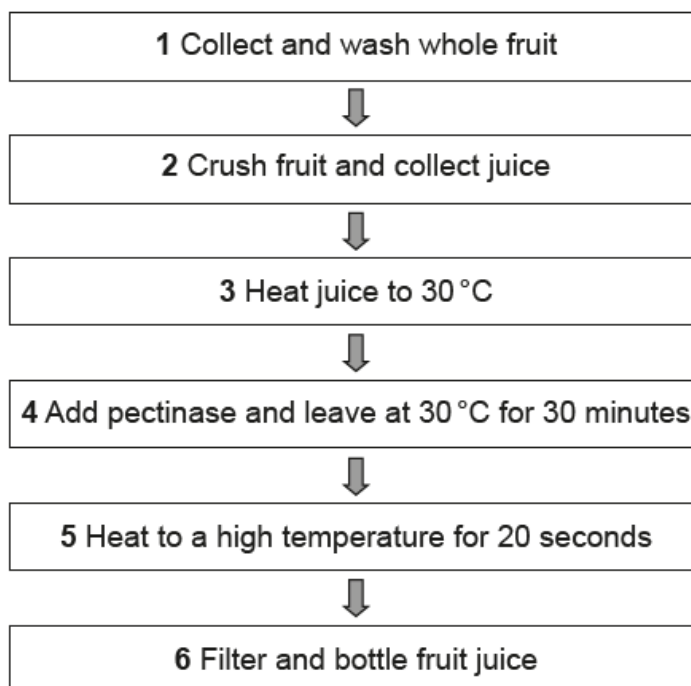 1 Collect and wash whole fruit
2 Crush fruit and collect juice
3 Heat juice to 30 °C
4 Add pectinase and leave at 30 °C for 30 minutes
5 Heat to a high temperature for 20 seconds
6 Filter and bottle fruit juice